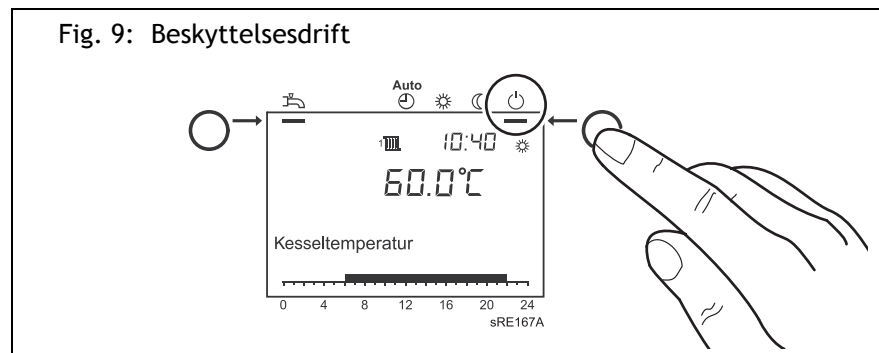 Fig. 9: Beskyttelsesdrift
Auto
1 10:40
60.0°C
Kesseltemperatur
0 4 8 12 16 20 24
sRE167A